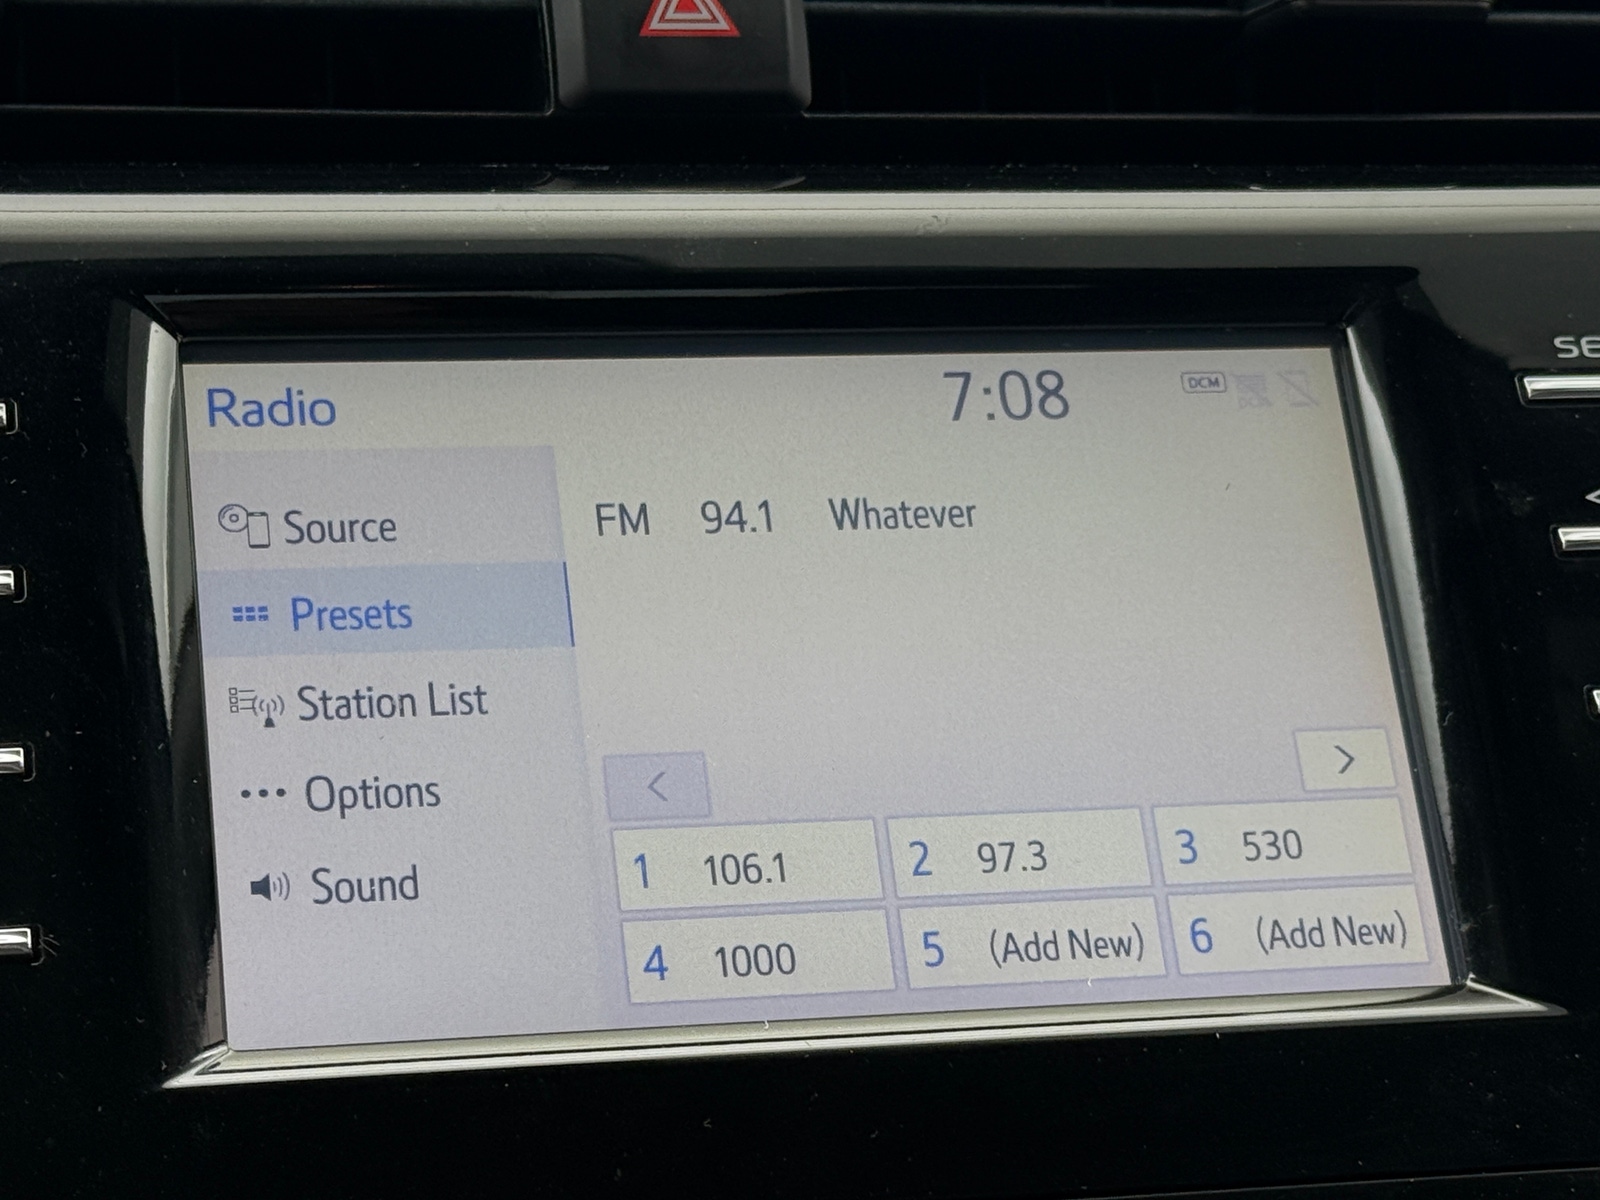 SE
Radio
7:08
DCM
Source
FM 94.1 Whatever
Presets
Station List
Options
<
>
Sound
1 106.1
2 97.3
3 530
4 1000
5 (Add New)
6 (Add New)